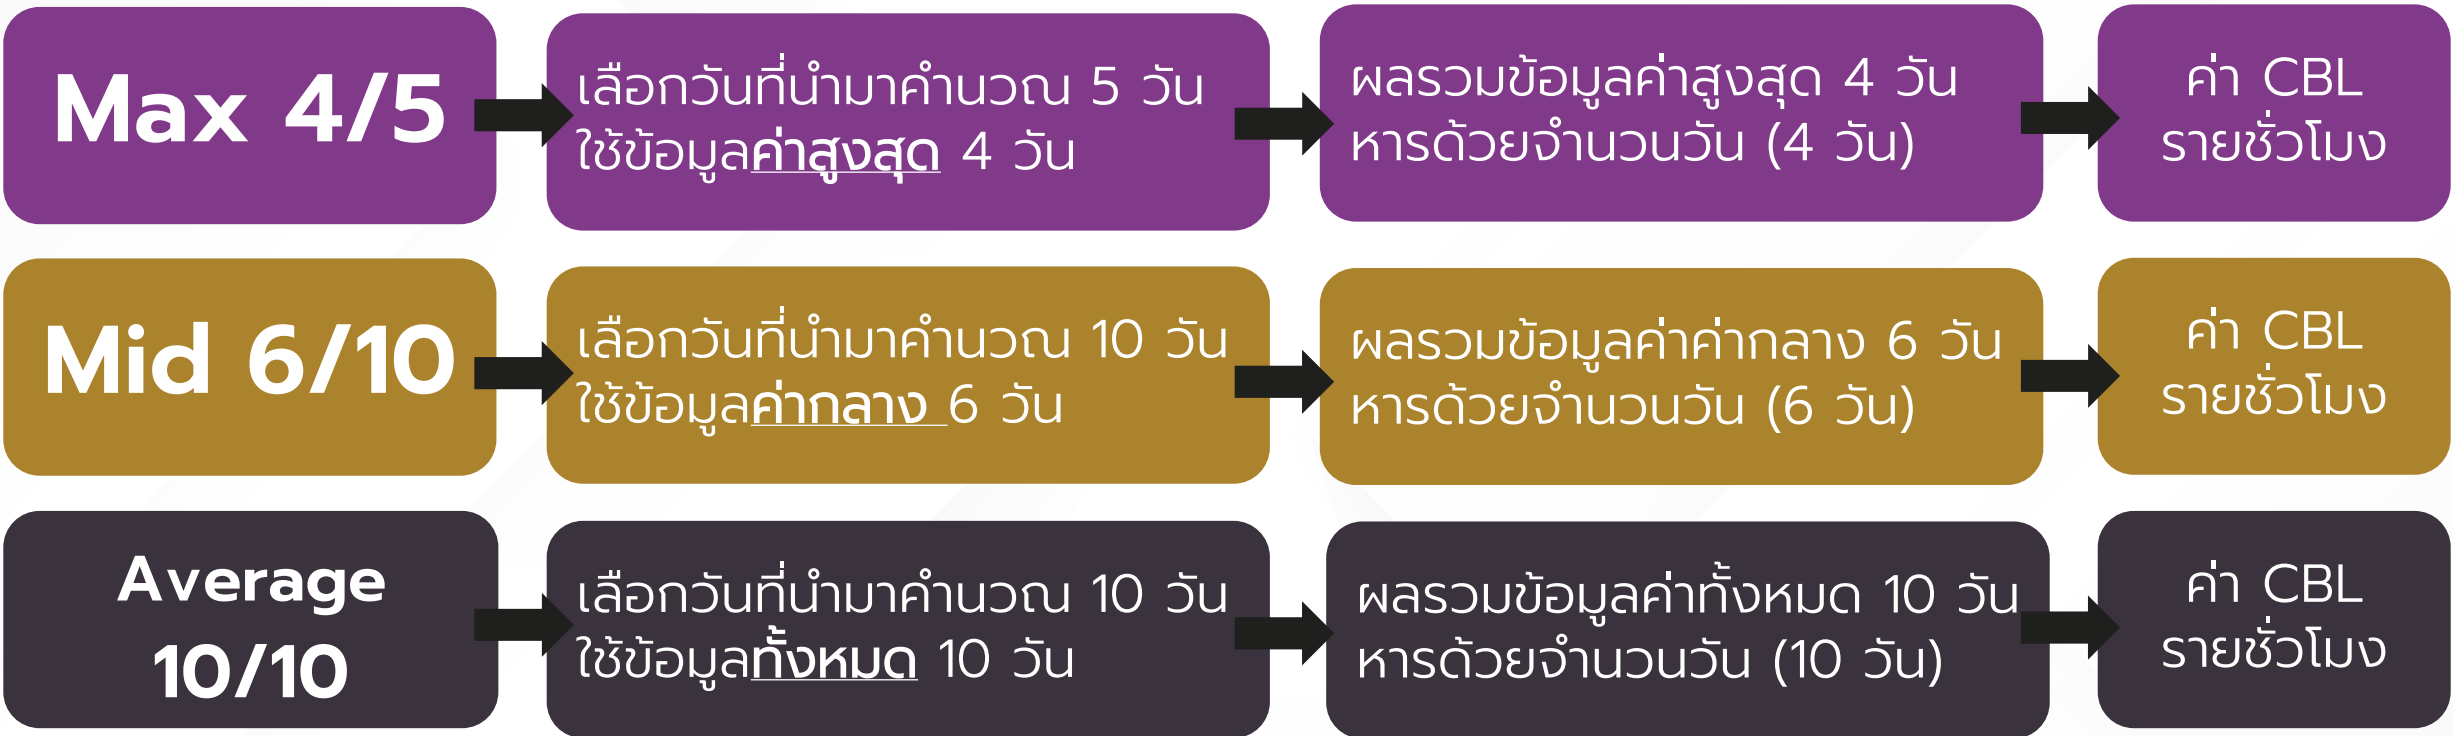 Max 4/5
เลือกวันที่นำมาคำนวณ 5 วัน
ใช้ข้อมูลค่าสูงสุด 4 วัน
ผลรวมข้อมูลค่าสูงสุด 4 วัน
หารด้วยจำนวนวัน (4 วัน)
ค่า CBL
รายชั่วโมง
Mid 6/10
เลือกวันที่นำมาคำนวณ 10 วัน
ใช้ข้อมูลค่ากลาง 6 วัน
ผลรวมข้อมูลค่าค่ากลาง 6 วัน
หารด้วยจำนวนวัน (6 วัน)
ค่า CBL
รายชั่วโมง
Average
10/10
เลือกวันที่นำมาคำนวณ 10 วัน
ใช้ข้อมูลทั้งหมด 10 วัน
ผลรวมข้อมูลค่าทั้งหมด 10 วัน
หารด้วยจำนวนวัน (10 วัน)
ค่า CBL
รายชั่วโมง